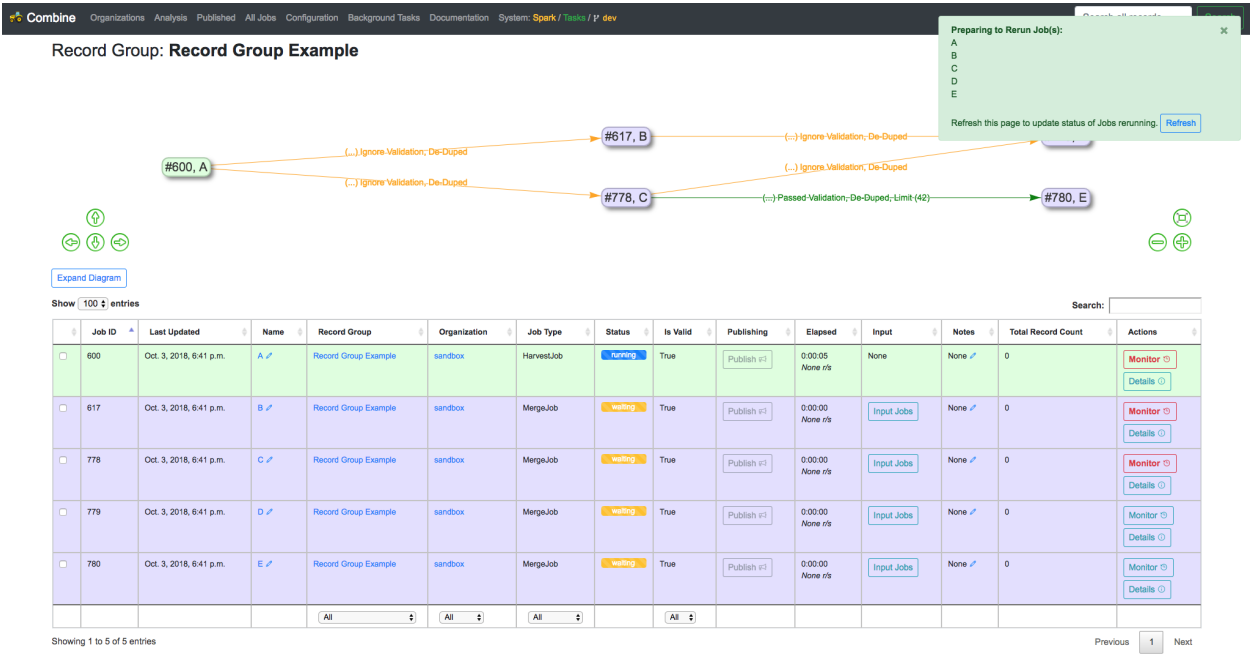 Combine Organizations Analysis Published All Jobs Configuration Background Tasks Documentation System: Spark / Tasks / dev
Record Group: Record Group Example
Preparing to Rerun Job(s): ×
A
B
C
D
E
Refresh this page to update status of Jobs rerunning. Refresh
#617, B
(...) Ignore Validation, De-Duped
(...) Ignore Validation, De-Duped
#600, A
(...) Ignore Validation, De-Duped
(...) Ignore Validation, De-Duped
#778, C
(...) Passed Validation, De-Duped, Limit (42)
#780, E
Expand Diagram
Show 100 entries
Search:
Job ID Last Updated Name Record Group Organization Job Type Status Is Valid Publishing Elapsed Input Notes Total Record Count Actions
600 Oct. 3, 2018, 6:41 p.m. A Record Group Example sandbox HarvestJob running True Publish 0:00:05 None None 0 Monitor
None r/s
Details
617 Oct. 3, 2018, 6:41 p.m. B Record Group Example sandbox MergeJob waiting True Publish 0:00:00 Input Jobs None 0 Monitor
None r/s
Details
778 Oct. 3, 2018, 6:41 p.m. C Record Group Example sandbox MergeJob waiting True Publish 0:00:00 Input Jobs None 0 Monitor
None r/s
Details
779 Oct. 3, 2018, 6:41 p.m. D Record Group Example sandbox MergeJob waiting True Publish 0:00:00 Input Jobs None 0 Monitor
None r/s
Details
780 Oct. 3, 2018, 6:41 p.m. E Record Group Example sandbox MergeJob waiting True Publish 0:00:00 Input Jobs None 0 Monitor
None r/s
Details
All All All All
Showing 1 to 5 of 5 entries
Previous 1 Next